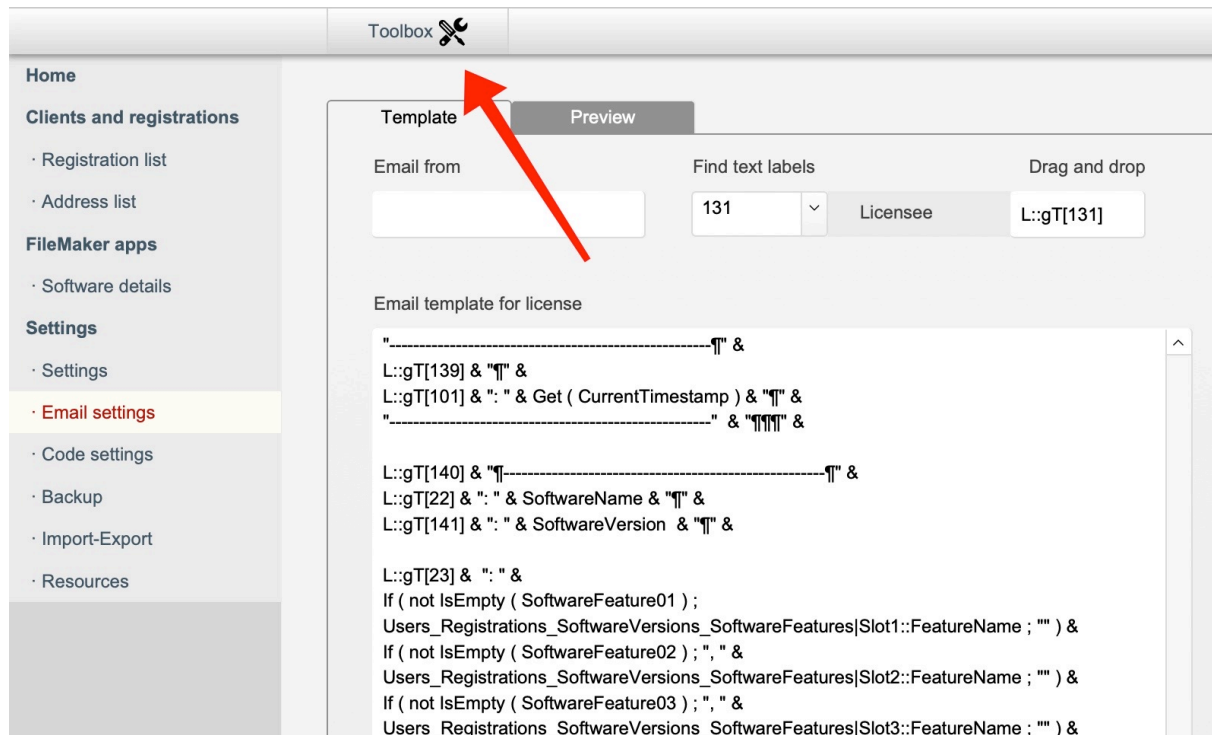 Toolbox
Home
Clients and registrations
· Registration list
· Address list
FileMaker apps
· Software details
Settings
· Settings
· Email settings
· Code settings
· Backup
· Import-Export
· Resources
Template
Preview
Email from
Find text labels
Drag and drop
131
Licensee
L::gT[131]
Email template for license
"------------------------------------------------------¶" &
L::gT[139] & "¶" &
L::gT[101] & ": " & Get ( CurrentTimestamp ) & "¶" &
"------------------------------------------------------" & "¶¶¶" &
L::gT[140] & "¶------------------------------------------------------¶" &
L::gT[22] & ": " & SoftwareName & "¶" &
L::gT[141] & ": " & SoftwareVersion  & "¶" &
L::gT[23] &  ": " &
If ( not IsEmpty ( SoftwareFeature01 ) ;
Users_Registrations_SoftwareVersions_SoftwareFeatures|Slot1::FeatureName ; "" ) &
If ( not IsEmpty ( SoftwareFeature02 ) ; ", " &
Users_Registrations_SoftwareVersions_SoftwareFeatures|Slot2::FeatureName ; "" ) &
If ( not IsEmpty ( SoftwareFeature03 ) ; ", " &
Users_Registrations_SoftwareVersions_SoftwareFeatures|Slot3::FeatureName ; "" ) &